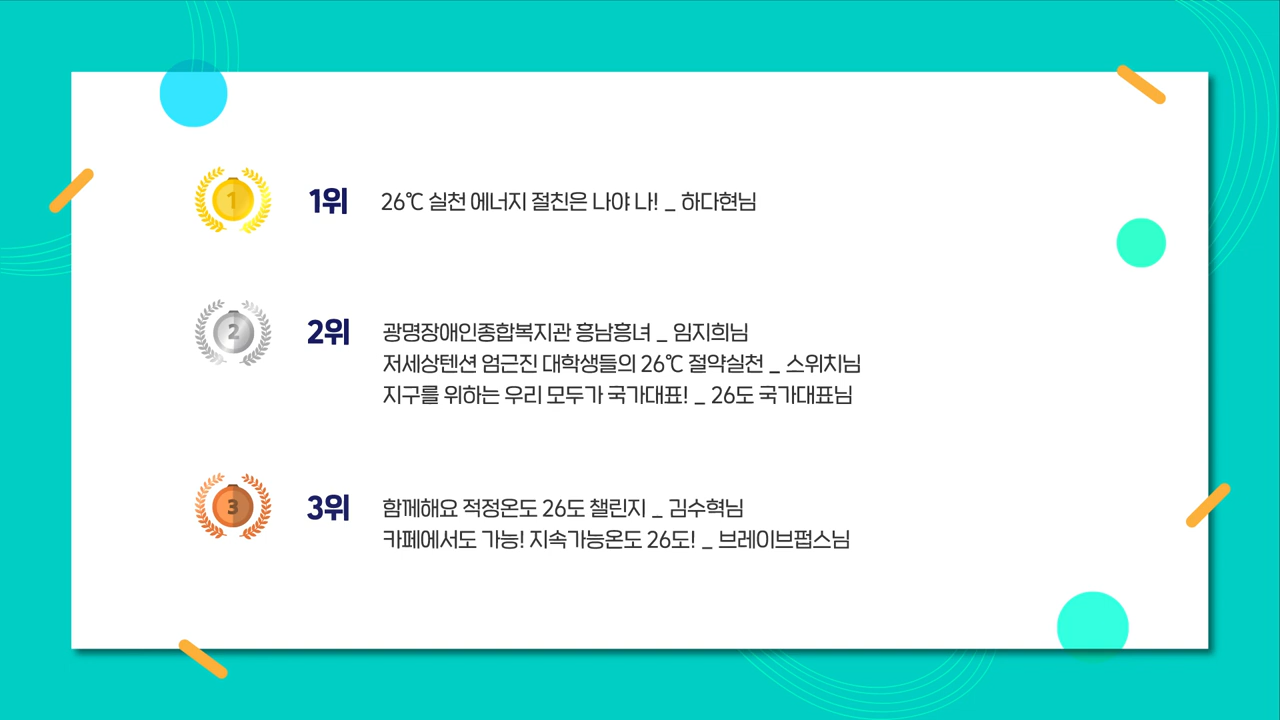 1
1위
26℃ 실천 에너지 절친은 나야 나! _ 하다현님
2
2위
광명장애인종합복지관 흥남흥녀 _ 임지희님
저세상텐션 엄근진 대학생들의 26℃ 절약실천 _ 스위치님
지구를 위하는 우리 모두가 국가대표! _ 26도 국가대표님
3
3위
함께해요 적정온도 26도 챌린지 _ 김수혁님
카페에서도 가능! 지속가능온도 26도! _ 브레이브펍스님